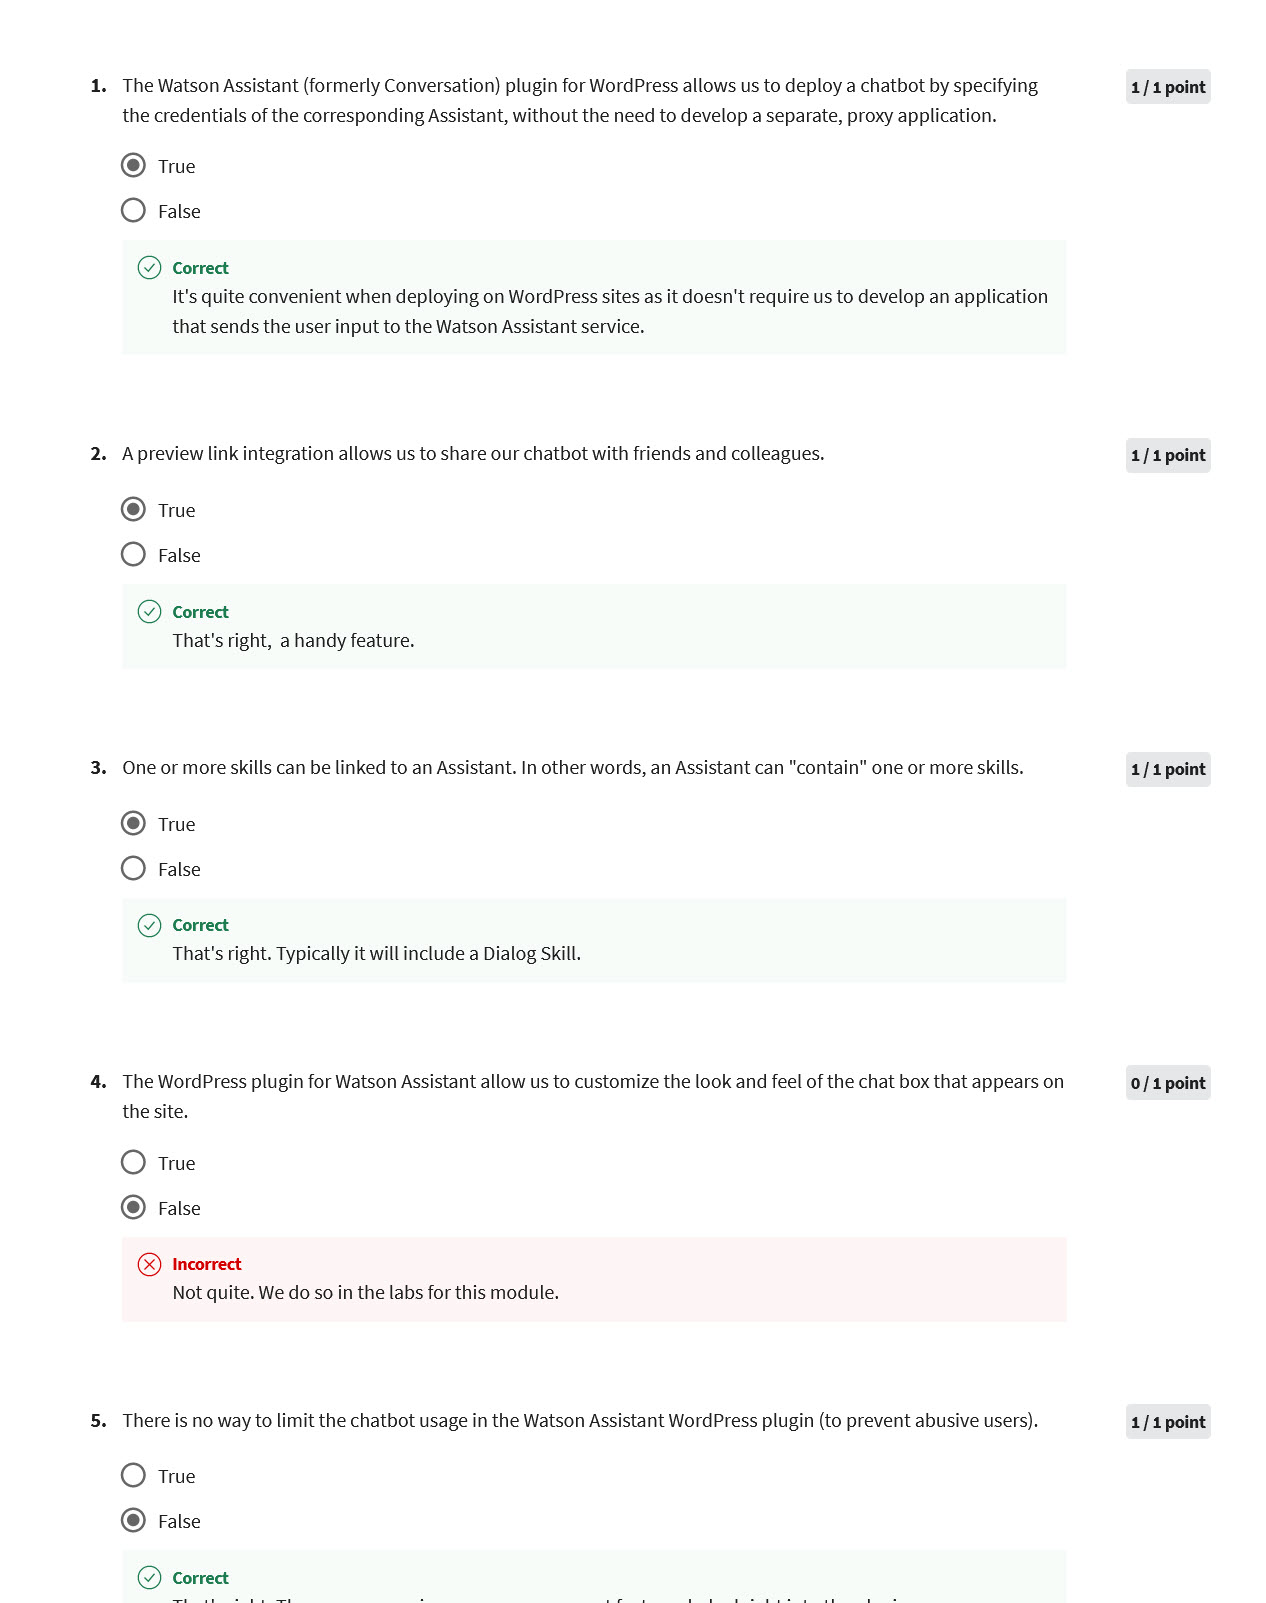 1. The Watson Assistant (formerly Conversation) plugin for WordPress allows us to deploy a chatbot by specifying 1 / 1 point
the credentials of the corresponding Assistant, without the need to develop a separate, proxy application.
True
False
Correct
It's quite convenient when deploying on WordPress sites as it doesn't require us to develop an application
that sends the user input to the Watson Assistant service.
2. A preview link integration allows us to share our chatbot with friends and colleagues. 1 / 1 point
True
False
Correct
That's right,  a handy feature.
3. One or more skills can be linked to an Assistant. In other words, an Assistant can "contain" one or more skills. 1 / 1 point
True
False
Correct
That's right. Typically it will include a Dialog Skill.
4. The WordPress plugin for Watson Assistant allow us to customize the look and feel of the chat box that appears on 0 / 1 point
the site.
True
False
Incorrect
Not quite. We do so in the labs for this module.
5. There is no way to limit the chatbot usage in the Watson Assistant WordPress plugin (to prevent abusive users). 1 / 1 point
True
False
Correct